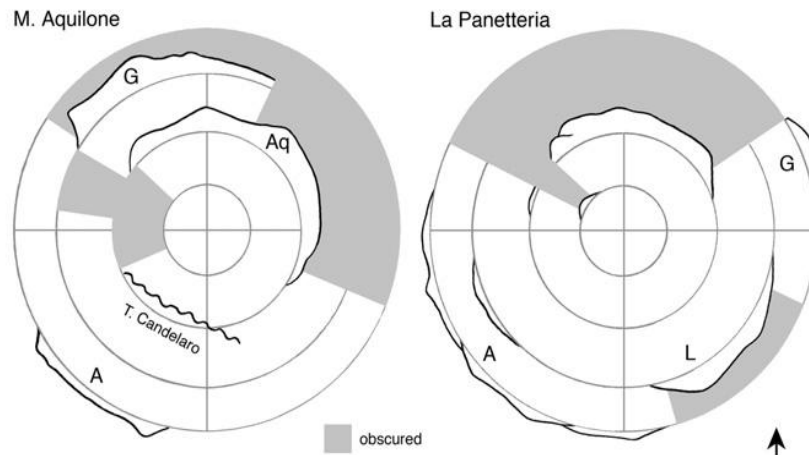 M. Aquilone
La Panetteria
G
Aq
T. Candelaro
A
G
A
L
obscured